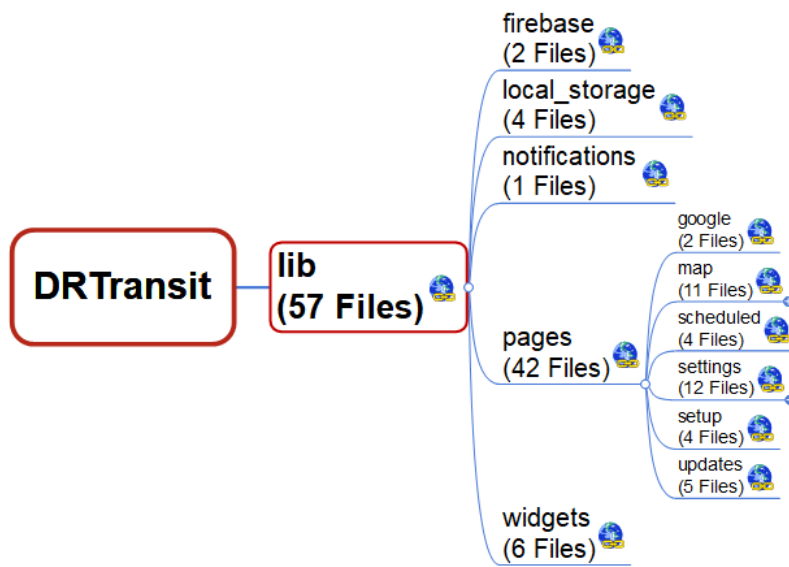 DRTransit
lib
(57 Files)
firebase
(2 Files)
local_storage
(4 Files)
notifications
(1 Files)
pages
(42 Files)
google
(2 Files)
map
(11 Files)
scheduled
(4 Files)
settings
(12 Files)
setup
(4 Files)
updates
(5 Files)
widgets
(6 Files)